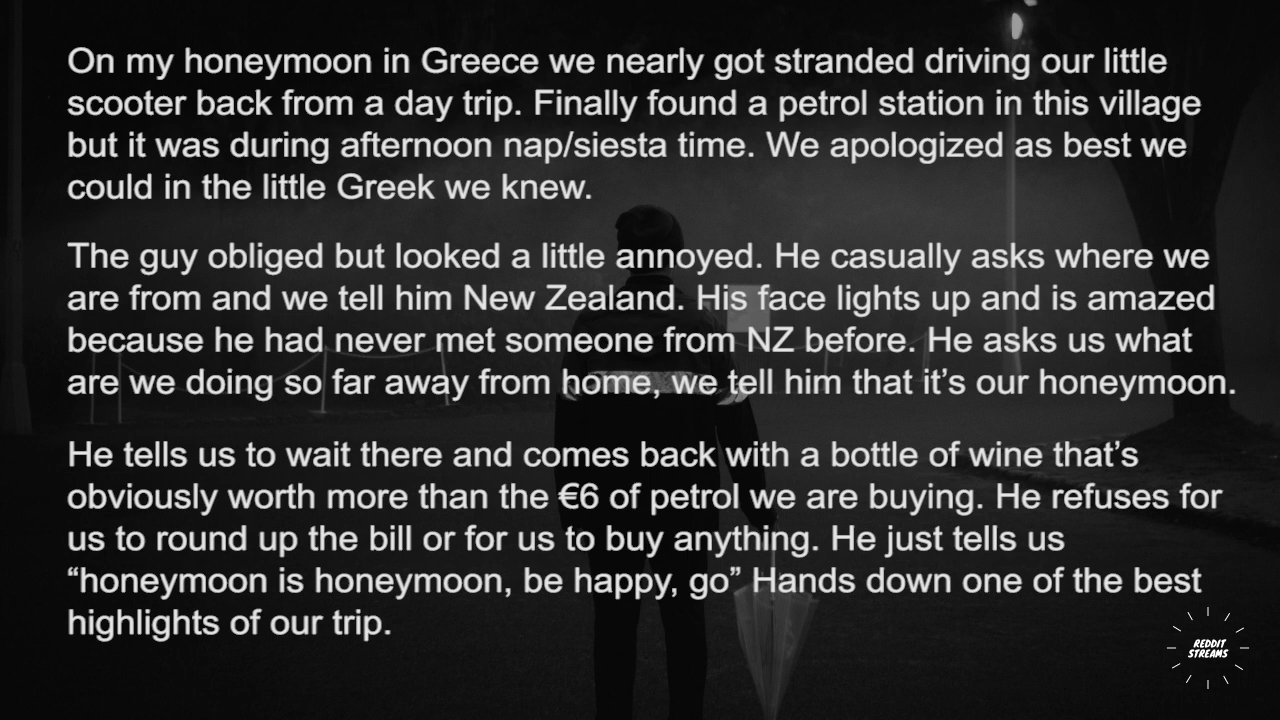 On my honeymoon in Greece we nearly got stranded driving our little
scooter back from a day trip. Finally found a petrol station in this village
but it was during afternoon nap/siesta time. We apologized as best we
could in the little Greek we knew.
The guy obliged but looked a little annoyed. He casually asks where we
are from and we tell him New Zealand. His face lights up and is amazed
because he had never met someone from NZ before. He asks us what
are we doing so far away from home, we tell him that it’s our honeymoon.
He tells us to wait there and comes back with a bottle of wine that’s
obviously worth more than the €6 of petrol we are buying. He refuses for
us to round up the bill or for us to buy anything. He just tells us
“honeymoon is honeymoon, be happy, go” Hands down one of the best
highlights of our trip.
REDDIT
STREAMS